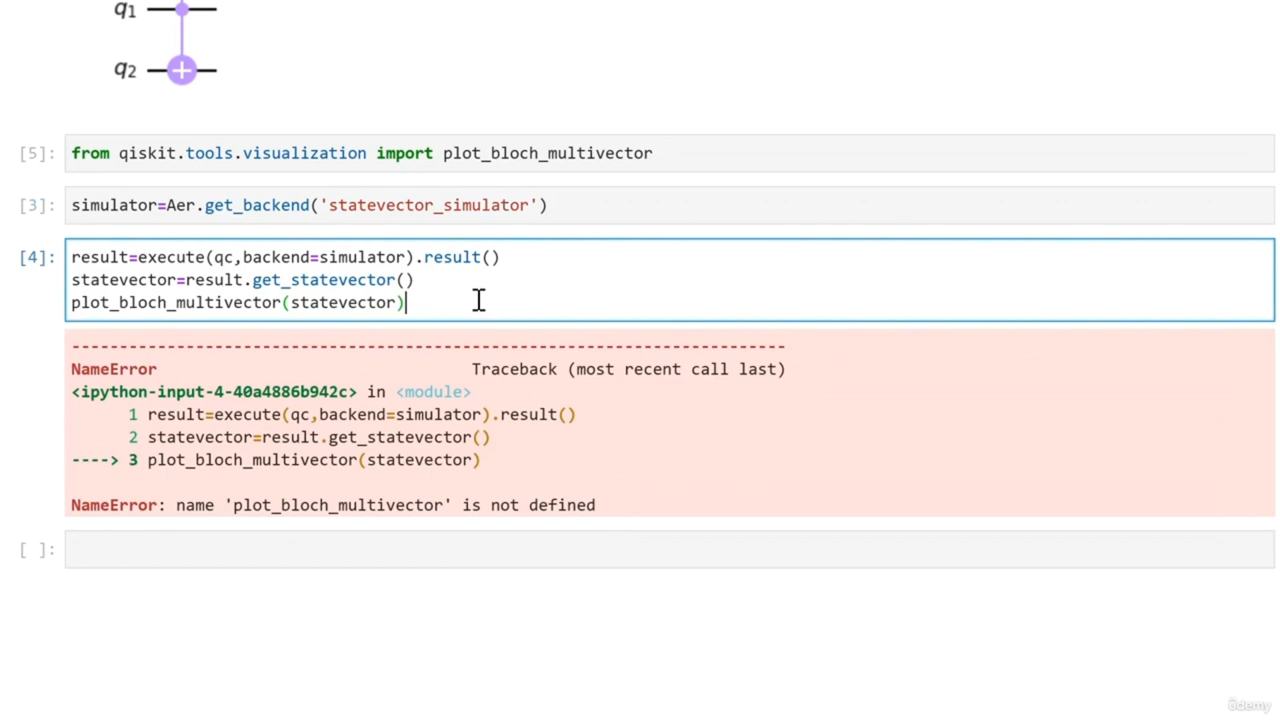 q1
q2
[5]: from qiskit.tools.visualization import plot_bloch_multivector
[3]: simulator=Aer.get_backend('statevector_simulator')
[4]: result=execute(qc,backend=simulator).result()
statevector=result.get_statevector()
plot_bloch_multivector(statevector)
---------------------------------------------------------------------------
NameError                                 Traceback (most recent call last)
<ipython-input-4-40a4886b942c> in <module>
      1 result=execute(qc,backend=simulator).result()
      2 statevector=result.get_statevector()
----> 3 plot_bloch_multivector(statevector)
NameError: name 'plot_bloch_multivector' is not defined
[ ]:
ûdemy